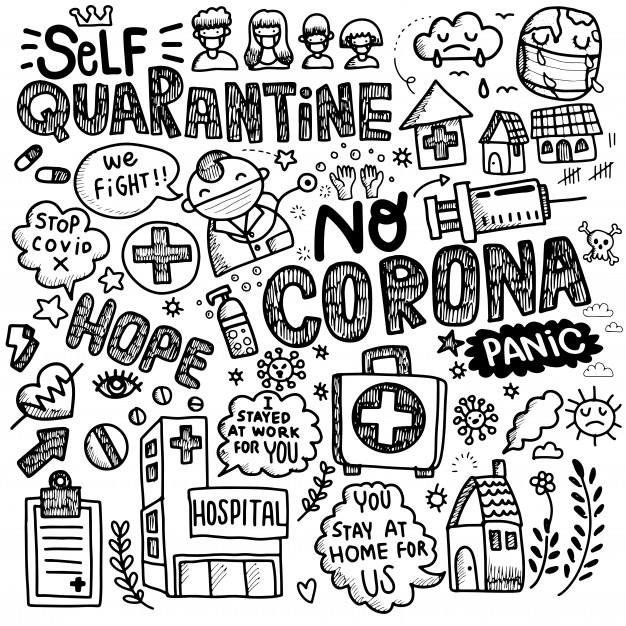 SELF
QUARANTINE
We
FIGHT!!
STOP
COViD
X
NO
CORONA
PANiC
HOPE
I
STAYED
AT WORK
FOR YOU
HOSPITAL
YOU
STAY AT
HOME FOR
US